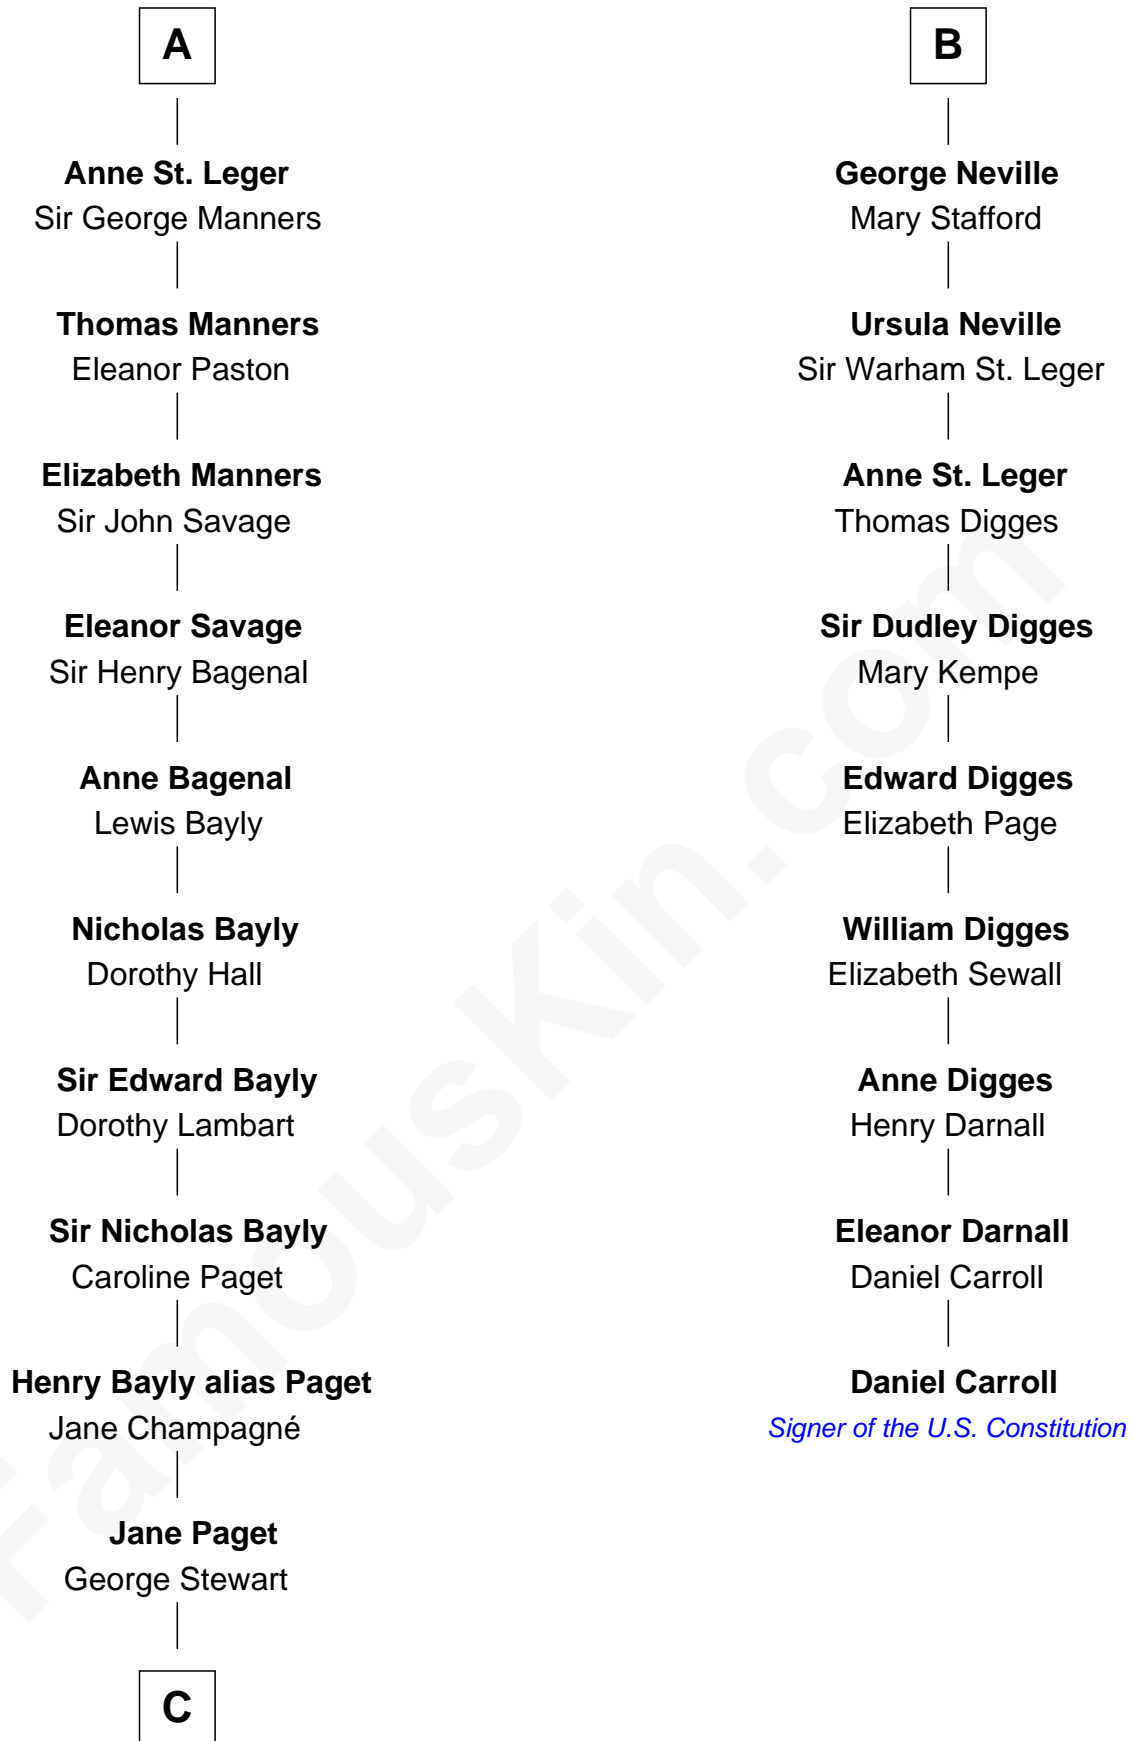 A
Anne St. Leger
Sir George Manners
Thomas Manners
Eleanor Paston
Elizabeth Manners
Sir John Savage
Eleanor Savage
Sir Henry Bagenal
Anne Bagenal
Lewis Bayly
Nicholas Bayly
Dorothy Hall
Sir Edward Bayly
Dorothy Lambart
Sir Nicholas Bayly
Caroline Paget
Henry Bayly alias Paget
Jane Champagné
Jane Paget
George Stewart
C
B
George Neville
Mary Stafford
Ursula Neville
Sir Warham St. Leger
Anne St. Leger
Thomas Digges
Sir Dudley Digges
Mary Kempe
Edward Digges
Elizabeth Page
William Digges
Elizabeth Sewall
Anne Digges
Henry Darnall
Eleanor Darnall
Daniel Carroll
Daniel Carroll
Signer of the U.S. Constitution
FamousKin.com